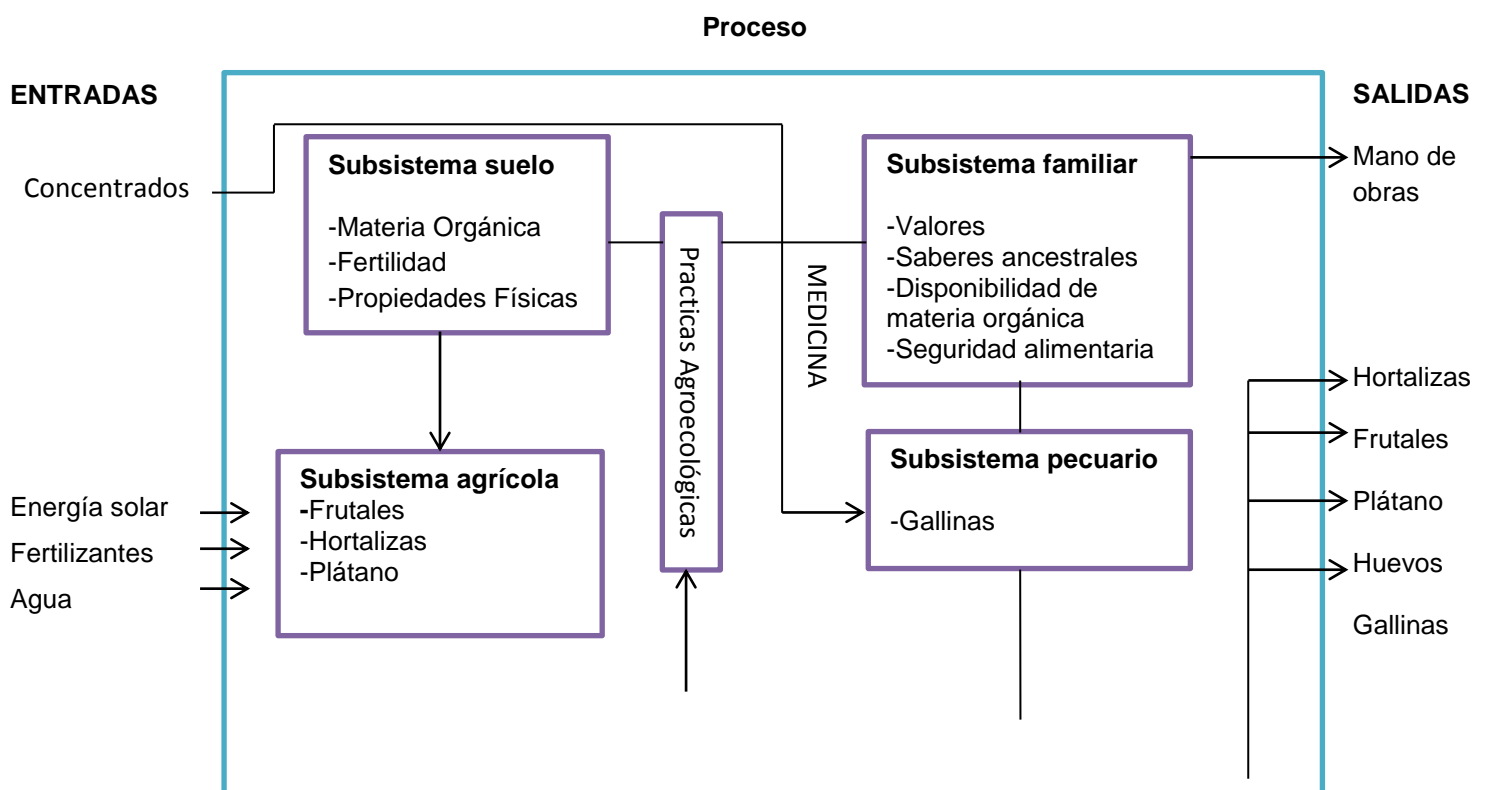 Proceso
ENTRADAS
SALIDAS
Concentrados
Subsistema suelo
-Materia Orgánica
-Fertilidad
-Propiedades Físicas
Practicas Agroecológicas
MEDICINA
Subsistema familiar
-Valores
-Saberes ancestrales
-Disponibilidad de
materia orgánica
-Seguridad alimentaria
Mano de
obras
Energía solar
Fertilizantes
Agua
Subsistema agrícola
-Frutales
-Hortalizas
-Plátano
Subsistema pecuario
-Gallinas
Hortalizas
Frutales
Plátano
Huevos
Gallinas